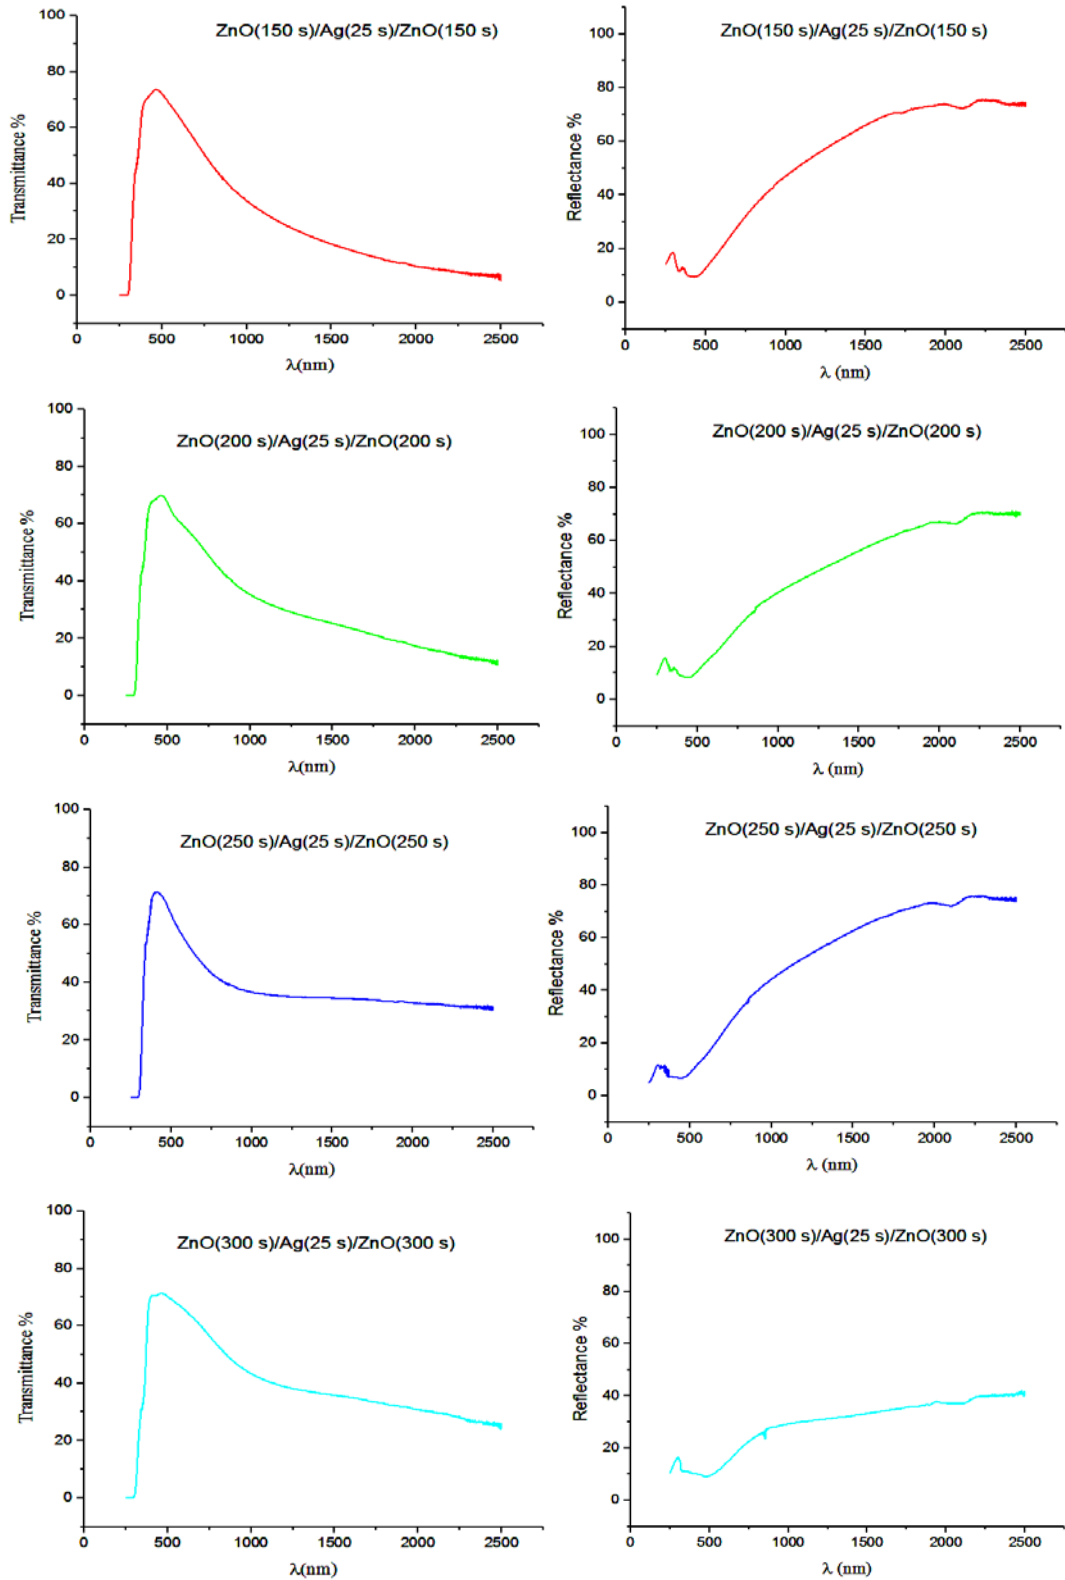 ZnO(150 s)/Ag(25 s)/ZnO(150 s)
Transmittance %
100
80
60
40
20
0
0 500 1000 1500 2000 2500
λ(nm)
ZnO(150 s)/Ag(25 s)/ZnO(150 s)
Reflectance %
100
80
60
40
20
0
0 500 1000 1500 2000 2500
λ (nm)
ZnO(200 s)/Ag(25 s)/ZnO(200 s)
Transmittance %
100
80
60
40
20
0
0 500 1000 1500 2000 2500
λ(nm)
ZnO(200 s)/Ag(25 s)/ZnO(200 s)
Reflectance %
100
80
60
40
20
0
0 500 1000 1500 2000 2500
λ (nm)
ZnO(250 s)/Ag(25 s)/ZnO(250 s)
Transmittance %
100
80
60
40
20
0
0 500 1000 1500 2000 2500
λ(nm)
ZnO(250 s)/Ag(25 s)/ZnO(250 s)
Reflectance %
100
80
60
40
20
0
0 500 1000 1500 2000 2500
λ (nm)
ZnO(300 s)/Ag(25 s)/ZnO(300 s)
Transmittance %
100
80
60
40
20
0
0 500 1000 1500 2000 2500
λ(nm)
ZnO(300 s)/Ag(25 s)/ZnO(300 s)
Reflectance %
100
80
60
40
20
0
0 500 1000 1500 2000 2500
λ (nm)